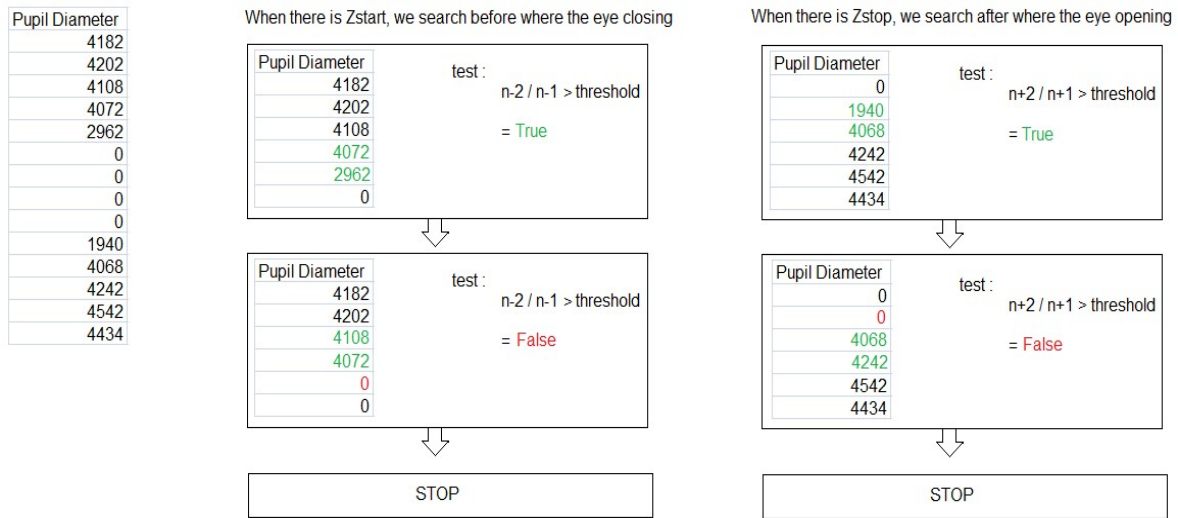 Pupil Diameter
4182
4202
4108
4072
2962
0
0
0
0
1940
4068
4242
4542
4434
When there is Zstart, we search before where the eye closing
Pupil Diameter
4182
4202
4108
4072
2962
0
test :
n-2 / n-1 > threshold
= True
Pupil Diameter
4182
4202
4108
4072
0
0
test :
n-2 / n-1 > threshold
= False
STOP
When there is Zstop, we search after where the eye opening
Pupil Diameter
0
1940
4068
4242
4542
4434
test :
n+2 / n+1 > threshold
= True
Pupil Diameter
0
0
4068
4242
4542
4434
test :
n+2 / n+1 > threshold
= False
STOP